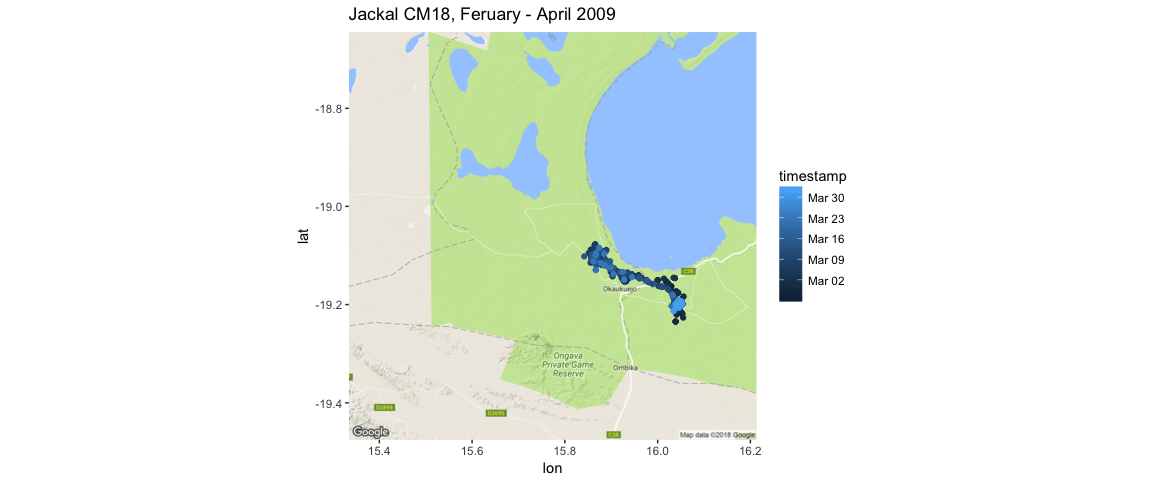 Jackal CM18, Feruary - April 2009
lat
-18.8
-19.0
-19.2
-19.4
C38
Okaukuejo
Ongava
Private Game
Reserve
Ombika
D3694
D3695
C38
Google
Map data ©2018 Google
15.4
15.6
15.8
16.0
16.2
lon
timestamp
Mar 30
Mar 23
Mar 16
Mar 09
Mar 02